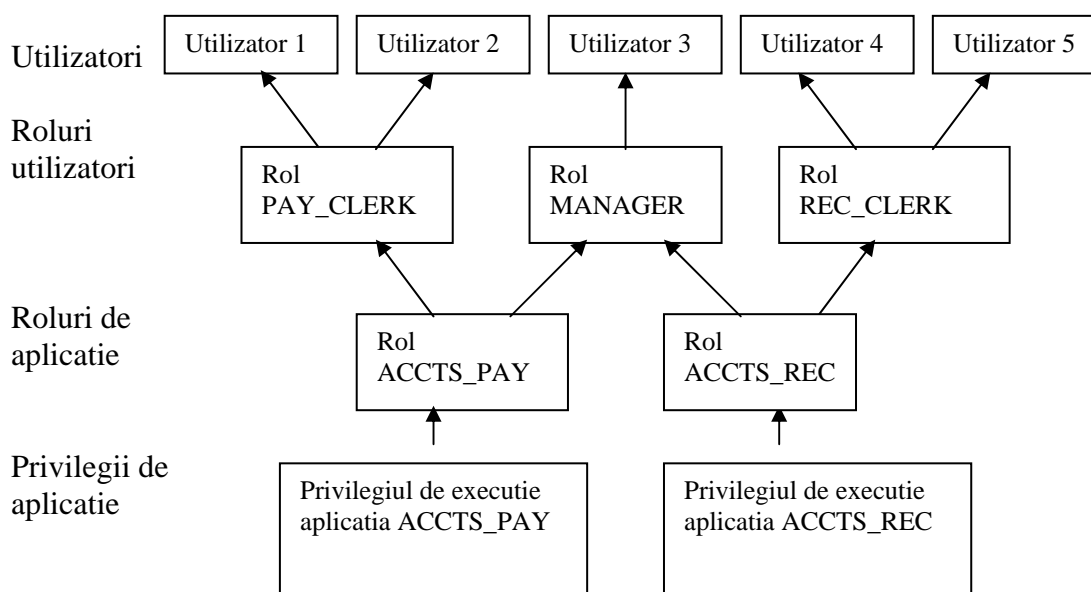 Utilizatori
Utilizator 1
Utilizator 2
Utilizator 3
Utilizator 4
Utilizator 5
Roluri
utilizatori
Rol
PAY_CLERK
Rol
MANAGER
Rol
REC_CLERK
Roluri de
aplicatie
Rol
ACCTS_PAY
Rol
ACCTS_REC
Privilegii de
aplicatie
Privilegiul de executie
aplicatia ACCTS_PAY
Privilegiul de executie
aplicatia ACCTS_REC